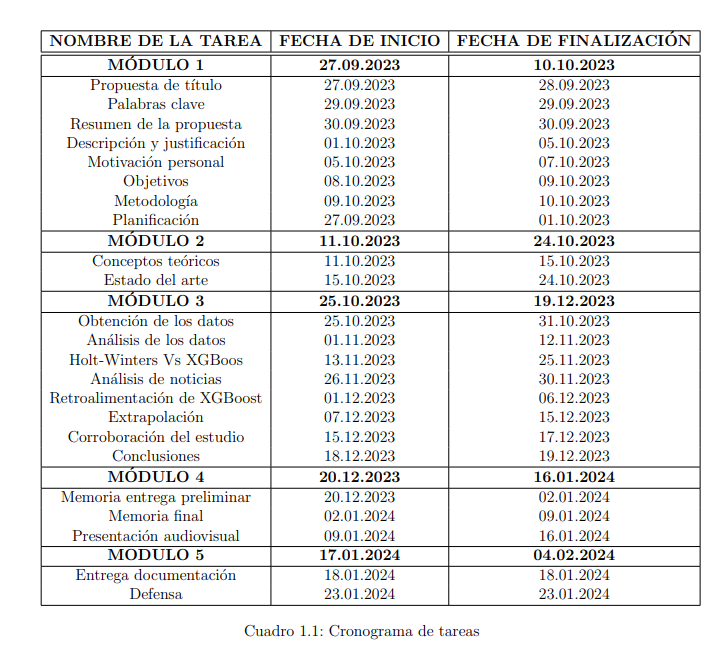 NOMBRE DE LA TAREA FECHA DE INICIO FECHA DE FINALIZACIÓN
MÓDULO 1 27.09.2023 10.10.2023
Propuesta de título 27.09.2023 28.09.2023
Palabras clave 29.09.2023 29.09.2023
Resumen de la propuesta 30.09.2023 30.09.2023
Descripción y justificación 01.10.2023 05.10.2023
Motivación personal 05.10.2023 07.10.2023
Objetivos 08.10.2023 09.10.2023
Metodología 09.10.2023 10.10.2023
Planificación 27.09.2023 01.10.2023
MÓDULO 2 11.10.2023 24.10.2023
Conceptos teóricos 11.10.2023 15.10.2023
Estado del arte 15.10.2023 24.10.2023
MÓDULO 3 25.10.2023 19.12.2023
Obtención de los datos 25.10.2023 31.10.2023
Análisis de los datos 01.11.2023 12.11.2023
Holt-Winters Vs XGBoos 13.11.2023 25.11.2023
Análisis de noticias 26.11.2023 30.11.2023
Retroalimentación de XGBoost 01.12.2023 06.12.2023
Extrapolación 07.12.2023 15.12.2023
Corroboración del estudio 15.12.2023 17.12.2023
Conclusiones 18.12.2023 19.12.2023
MÓDULO 4 20.12.2023 16.01.2024
Memoria entrega preliminar 20.12.2023 02.01.2024
Memoria final 02.01.2024 09.01.2024
Presentación audiovisual 09.01.2024 16.01.2024
MODULO 5 17.01.2024 04.02.2024
Entrega documentación 18.01.2024 18.01.2024
Defensa 23.01.2024 23.01.2024
Cuadro 1.1: Cronograma de tareas